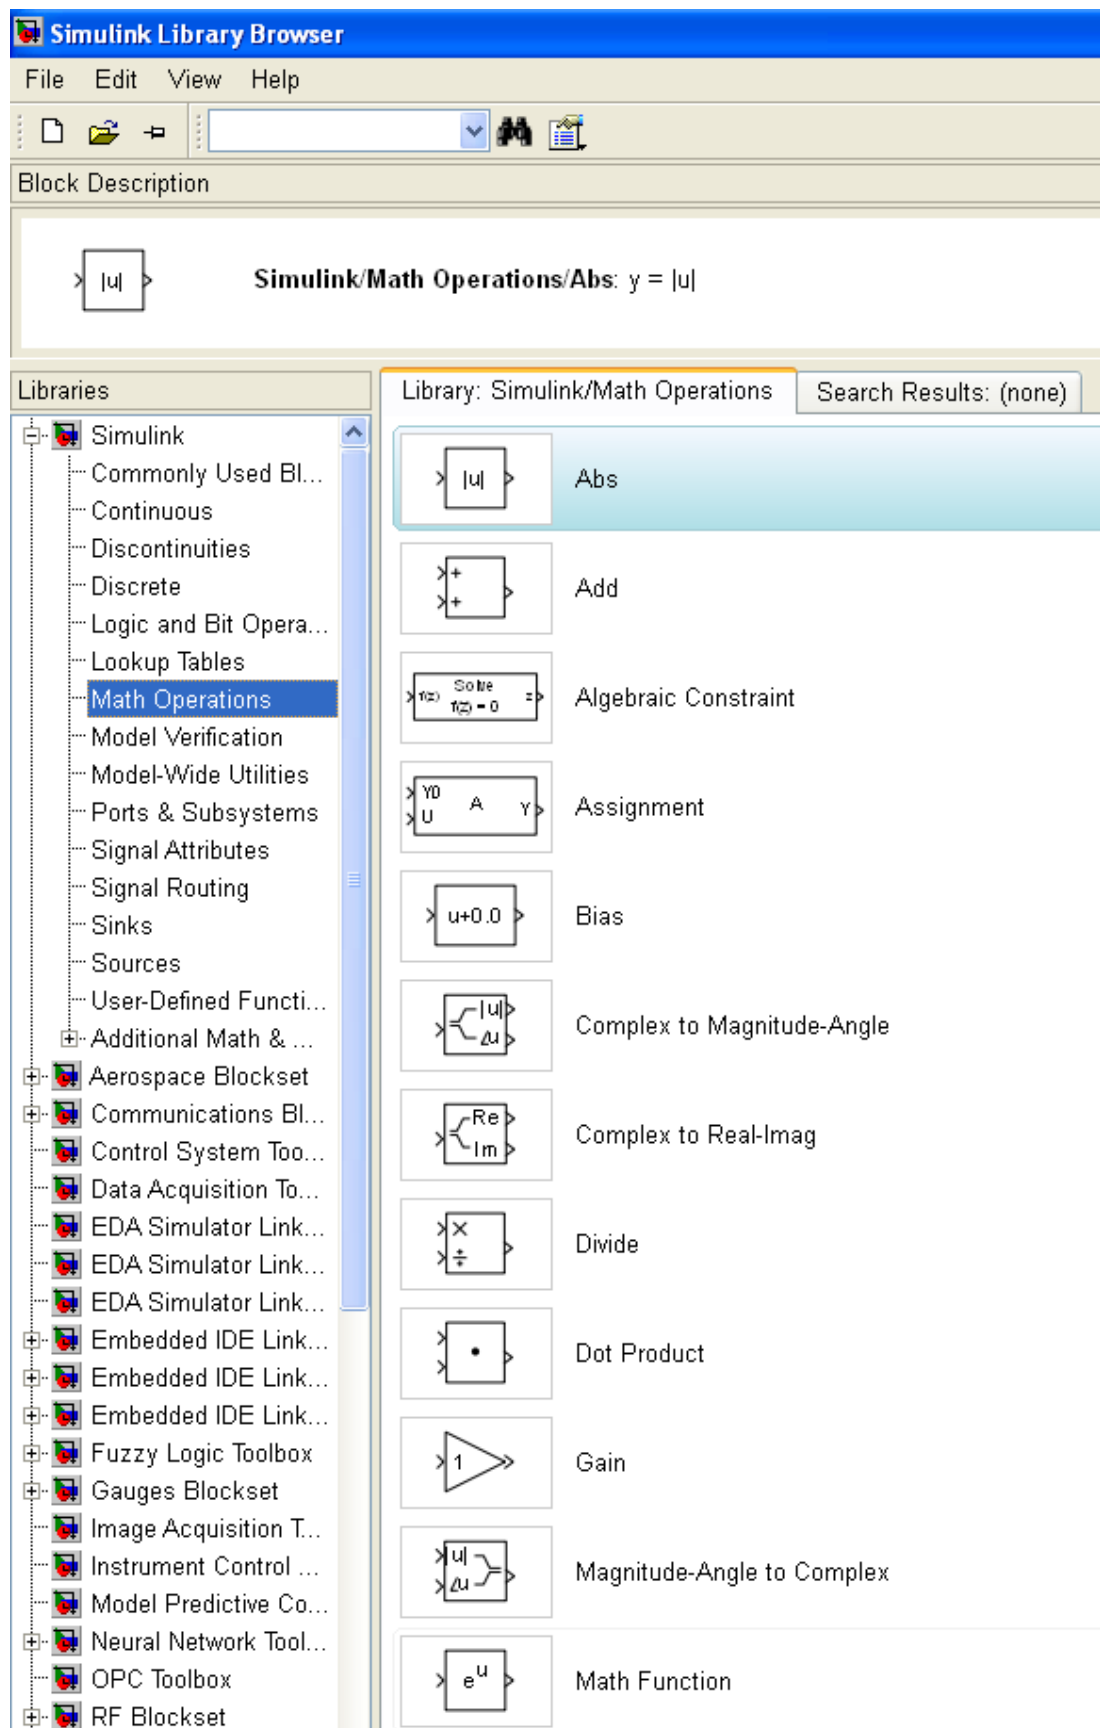 Simulink Library Browser
File Edit View Help
Block Description
|u| Simulink/Math Operations/Abs: y = |u|
Libraries
Simulink
Commonly Used Bl...
Continuous
Discontinuities
Discrete
Logic and Bit Opera...
Lookup Tables
Math Operations
Model Verification
Model-Wide Utilities
Ports & Subsystems
Signal Attributes
Signal Routing
Sinks
Sources
User-Defined Functi...
Additional Math & ...
Aerospace Blockset
Communications Bl...
Control System Too...
Data Acquisition To...
EDA Simulator Link...
EDA Simulator Link...
EDA Simulator Link...
Embedded IDE Link...
Embedded IDE Link...
Embedded IDE Link...
Fuzzy Logic Toolbox
Gauges Blockset
Image Acquisition T...
Instrument Control ...
Model Predictive Co...
Neural Network Tool...
OPC Toolbox
RF Blockset
Library: Simulink/Math Operations
Search Results: (none)
|u| Abs
+ + Add
f(z) Solve f(z) = 0 z Algebraic Constraint
Y0 U A Y Assignment
u+0.0 Bias
|u| ∠u Complex to Magnitude-Angle
Re Im Complex to Real-Imag
× ÷ Divide
Dot Product
1 Gain
|u| ∠u Magnitude-Angle to Complex
e^u Math Function